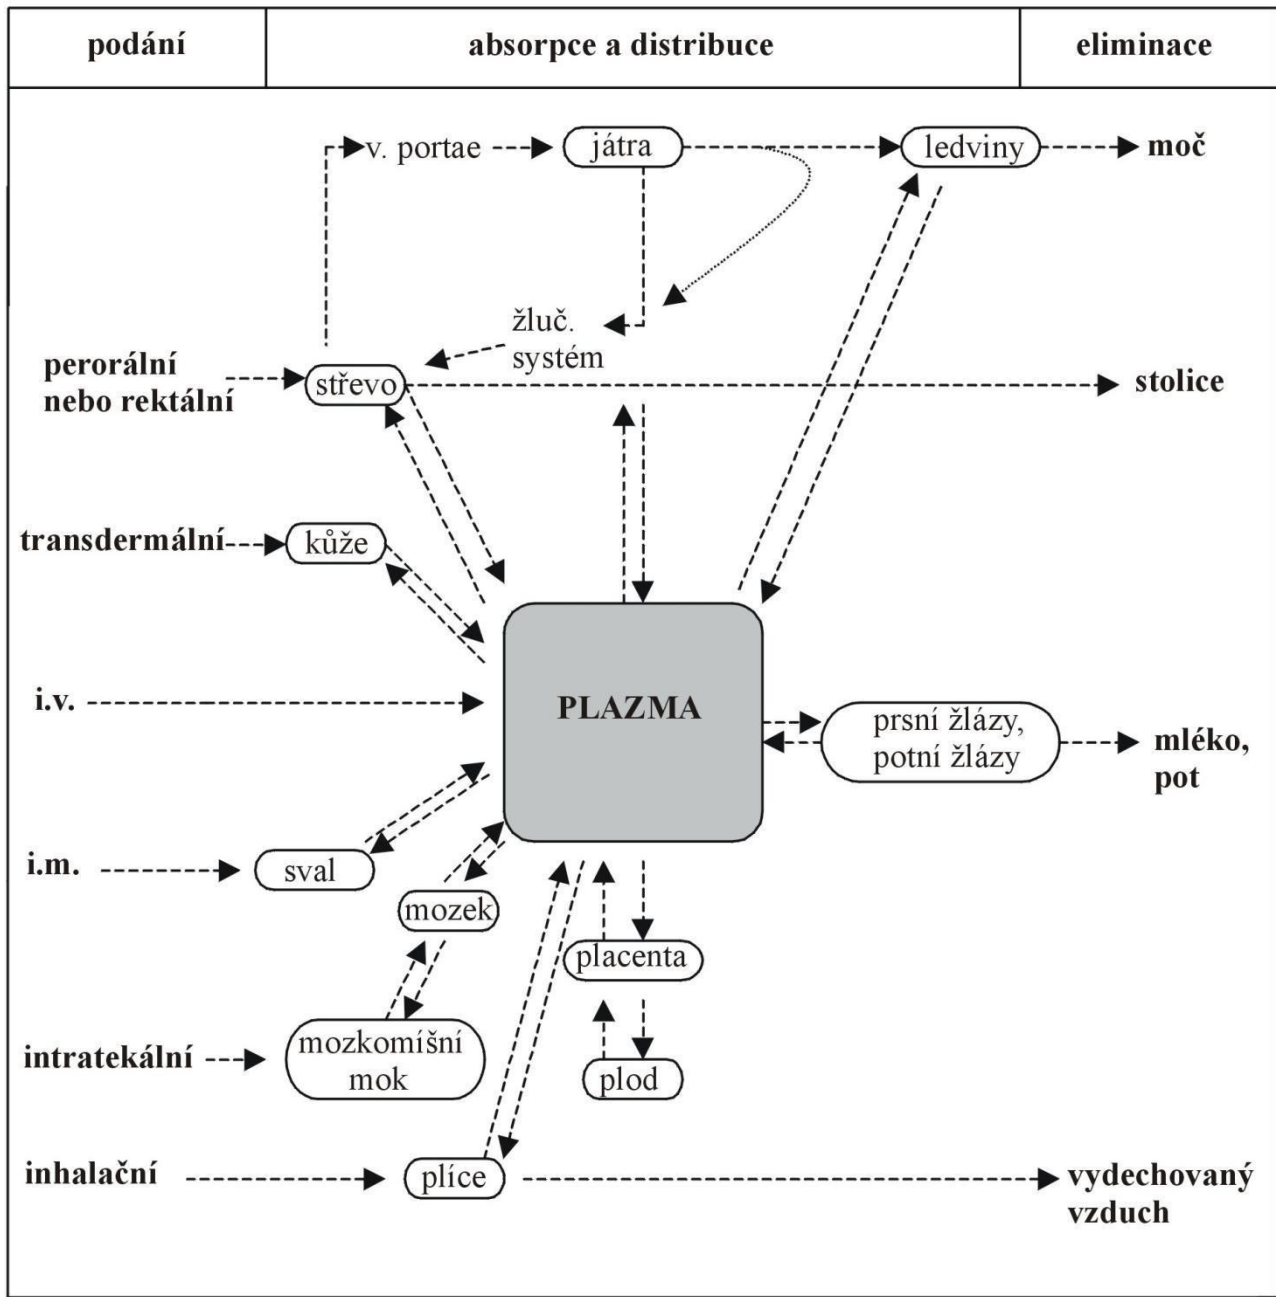 podání
absorpce a distribuce
eliminace
v. portae
játra
ledviny
moč
žluč.
systém
perorální
nebo rektální
střevo
stolice
transdermální
kůže
i.v.
PLAZMA
prsní žlázy,
potní žlázy
mléko,
pot
i.m.
sval
mozek
placenta
intratekální
mozkomíšní
mok
plod
inhalační
plíce
vydechovaný
vzduch